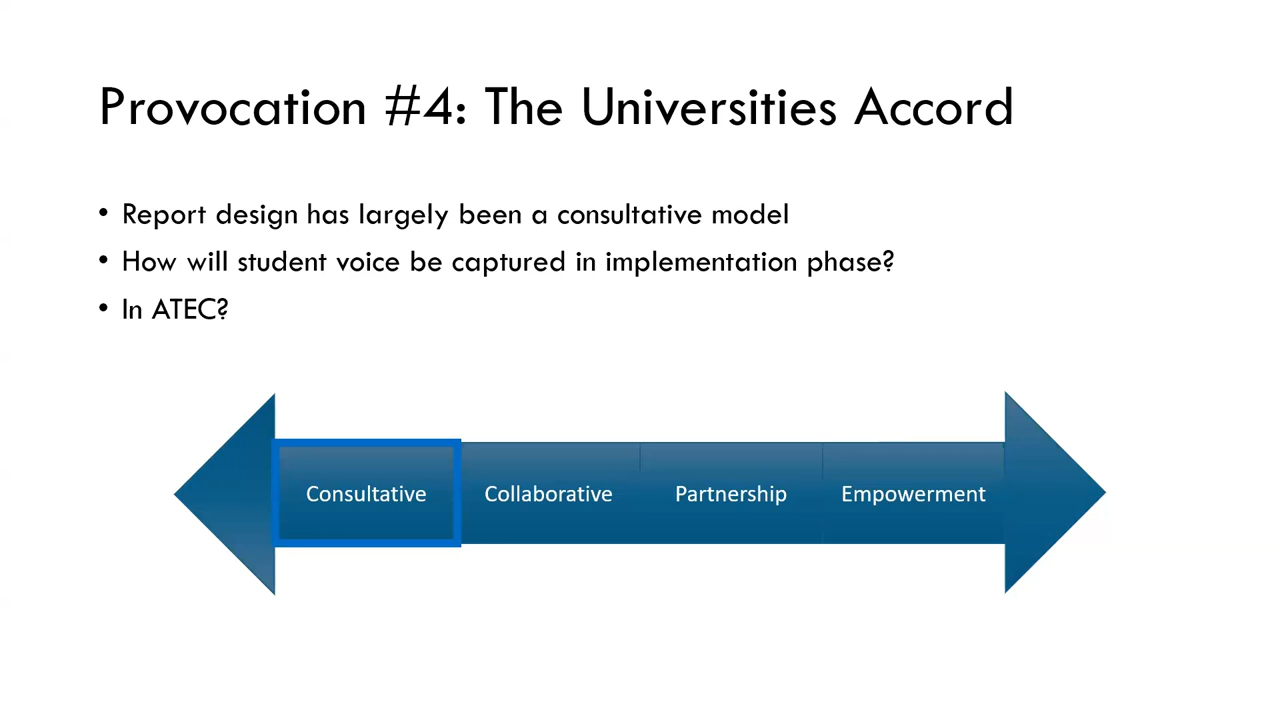 Provocation #4: The Universities Accord
• Report design has largely been a consultative model
• How will student voice be captured in implementation phase?
• In ATEC?
Consultative Collaborative Partnership Empowerment